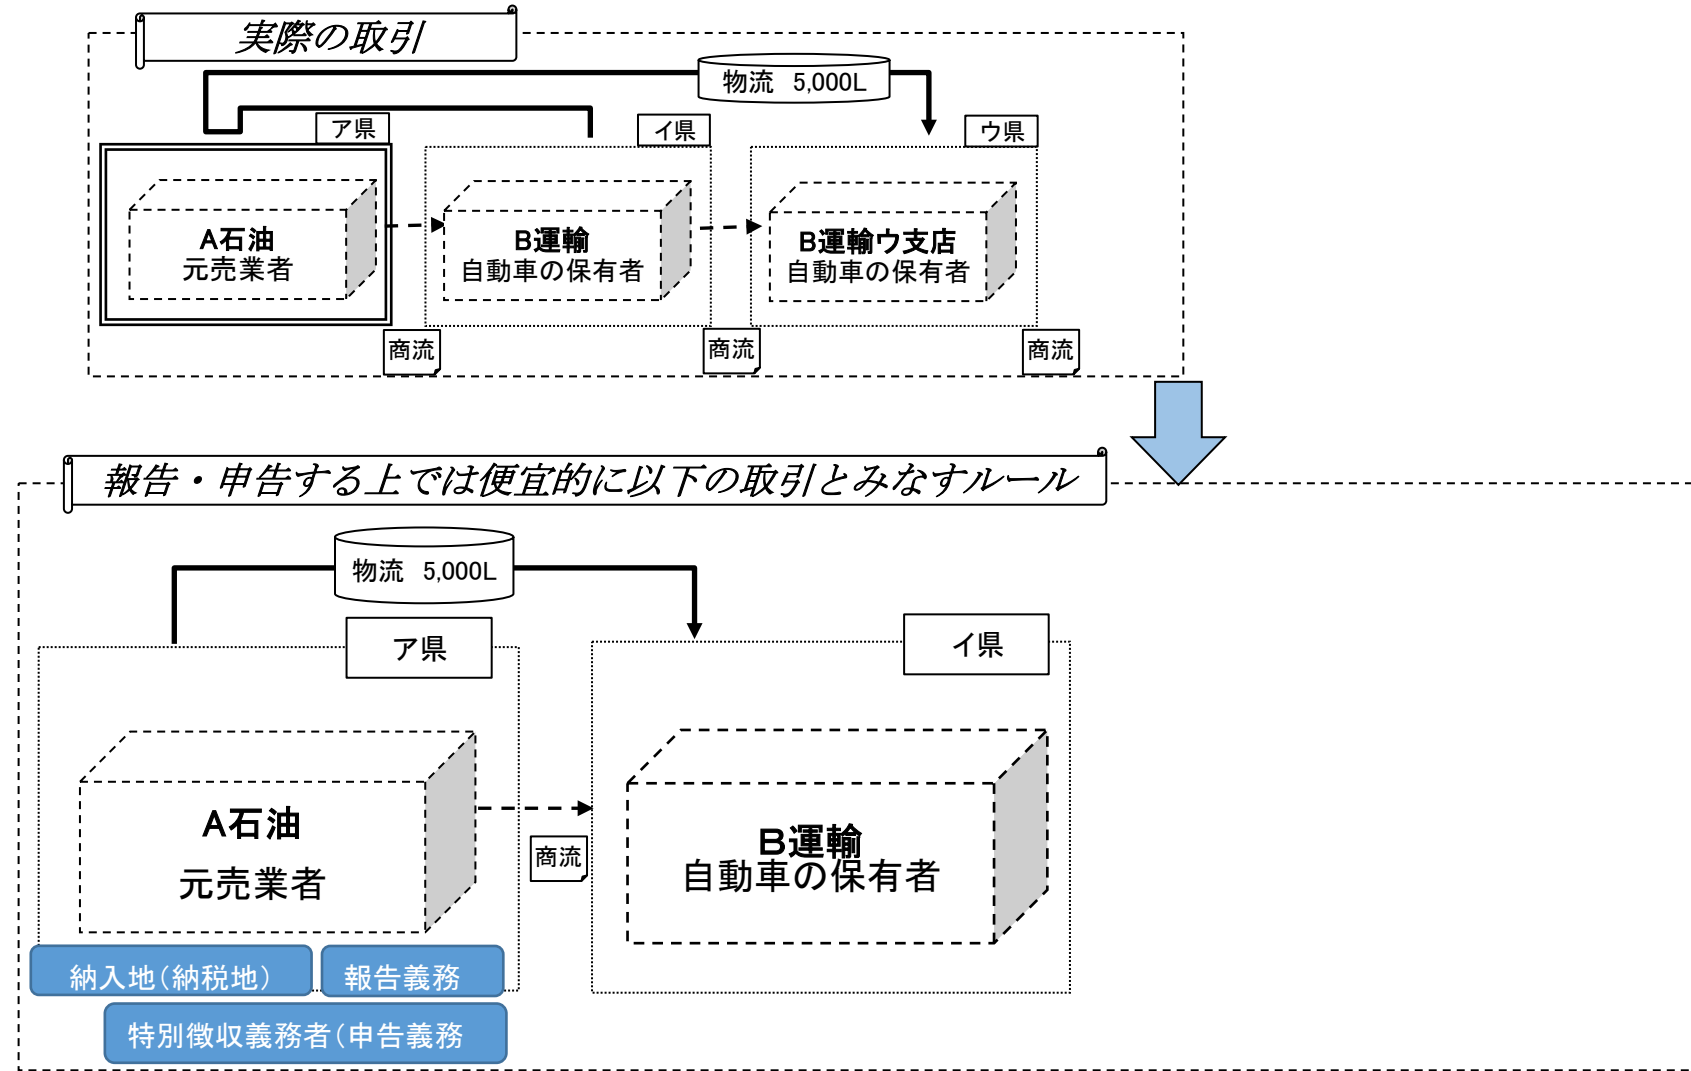 実際の取引
物流 5,000L
ア県
イ県
ウ県
A石油
元売業者
B運輸
自動車の保有者
B運輸ウ支店
自動車の保有者
商流
商流
商流
報告・申告する上では便宜的に以下の取引とみなすルール
物流 5,000L
ア県
イ県
A石油
元売業者
商流
B運輸
自動車の保有者
納入地(納税地)
報告義務
特別徴収義務者(申告義務